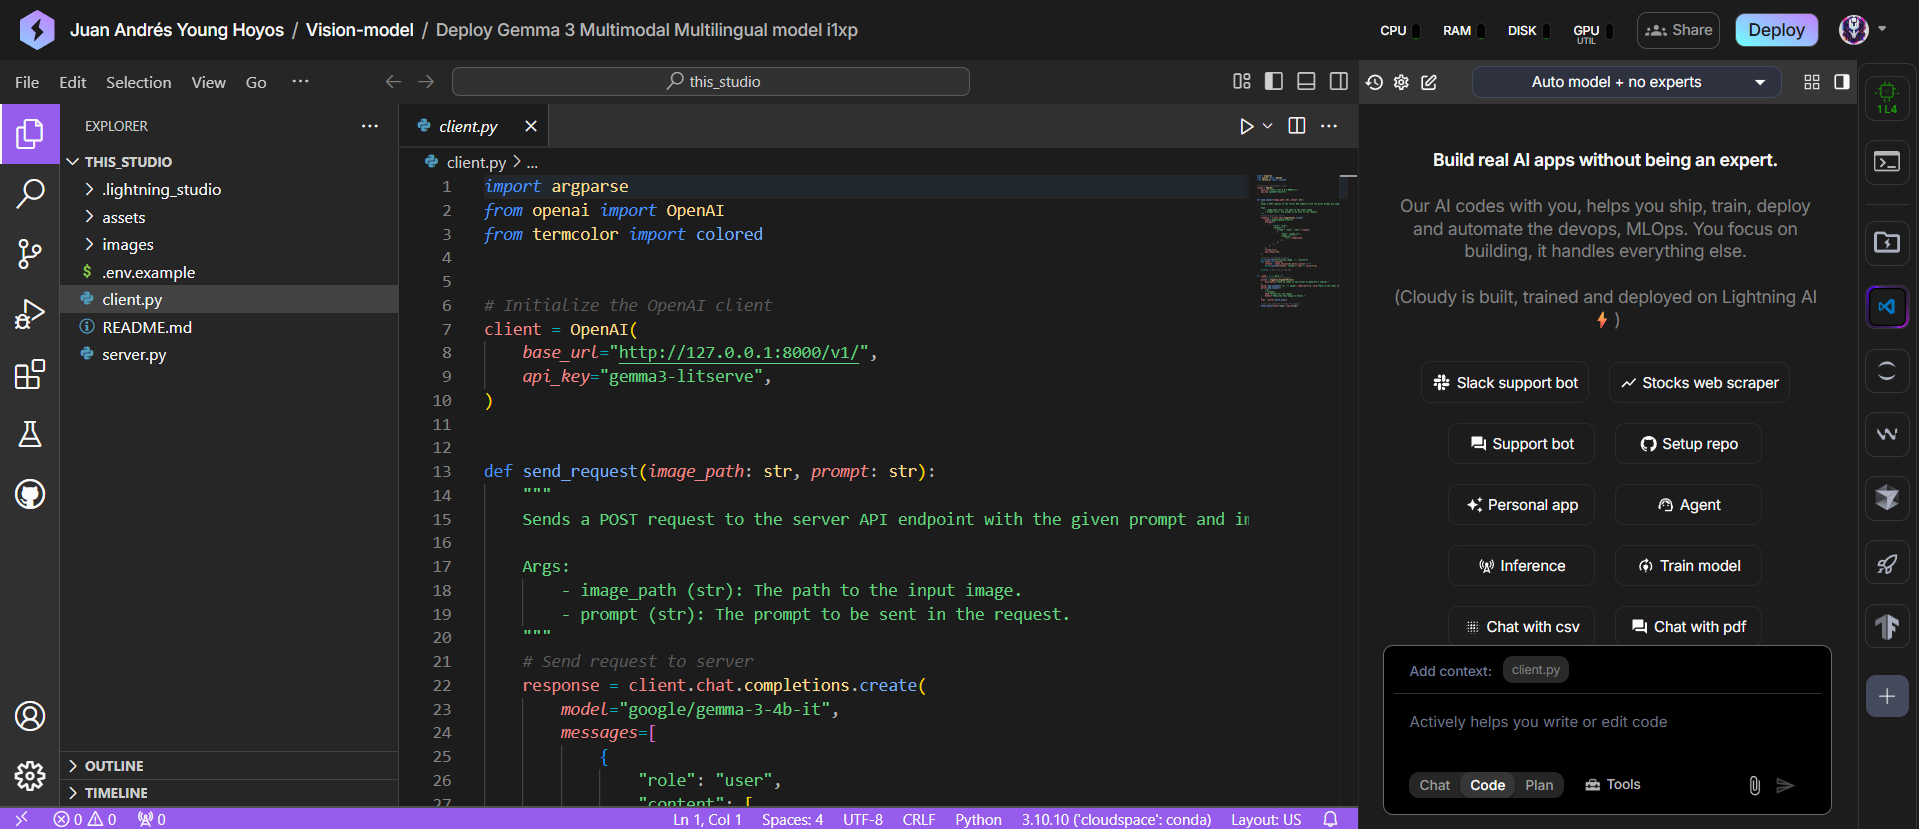 Juan Andrés Young Hoyos / Vision-model / Deploy Gemma 3 Multimodal Multilingual model i1xp
CPU RAM DISK GPU UTIL Share Deploy
File Edit Selection View Go ···
this_studio
Auto model + no experts
1 L4
EXPLORER
THIS_STUDIO
.lightning_studio
assets
images
$ .env.example
client.py
README.md
server.py
OUTLINE
TIMELINE
client.py
client.py > ...
1 import argparse
2 from openai import OpenAI
3 from termcolor import colored
4
5
6 # Initialize the OpenAI client
7 client = OpenAI(
8 base_url="http://127.0.0.1:8000/v1/",
9 api_key="gemma3-litserve",
10 )
11
12
13 def send_request(image_path: str, prompt: str):
14 """
15 Sends a POST request to the server API endpoint with the given prompt and
16
17 Args:
18 - image_path (str): The path to the input image.
19 - prompt (str): The prompt to be sent in the request.
20 """
21 # Send request to server
22 response = client.chat.completions.create(
23 model="google/gemma-3-4b-it",
24 messages=[
25 {
26 "role": "user",
27 "content": [
Build real AI apps without being an expert.
Our AI codes with you, helps you ship, train, deploy
and automate the devops, MLOps. You focus on
building, it handles everything else.
(Cloudy is built, trained and deployed on Lightning AI
⚡ )
Slack support bot Stocks web scraper
Support bot Setup repo
Personal app Agent
Inference Train model
Chat with csv Chat with pdf
Add context: client.py
Actively helps you write or edit code
Chat Code Plan Tools
0 0 0
Ln 1, Col 1 Spaces: 4 UTF-8 CRLF Python 3.10.10 ('cloudspace': conda) Layout: US